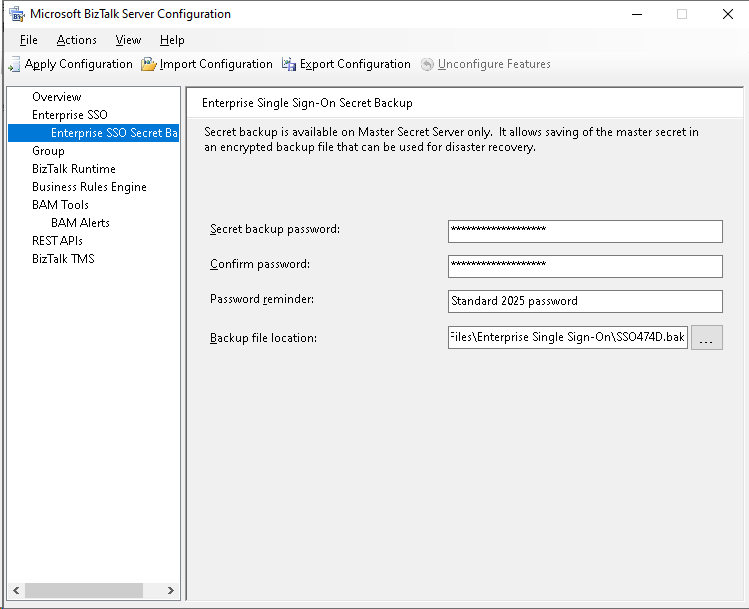 Microsoft BizTalk Server Configuration
File Actions View Help
Apply Configuration Import Configuration Export Configuration Unconfigure Features
Overview
Enterprise SSO
Enterprise SSO Secret Ba
Group
BizTalk Runtime
Business Rules Engine
BAM Tools
BAM Alerts
REST APIs
BizTalk TMS
Enterprise Single Sign-On Secret Backup
Secret backup is available on Master Secret Server only. It allows saving of the master secret in
an encrypted backup file that can be used for disaster recovery.
Secret backup password: *******************
Confirm password: *******************
Password reminder: Standard 2025 password
Backup file location: Files\Enterprise Single Sign-On\SSO474D.bak ...